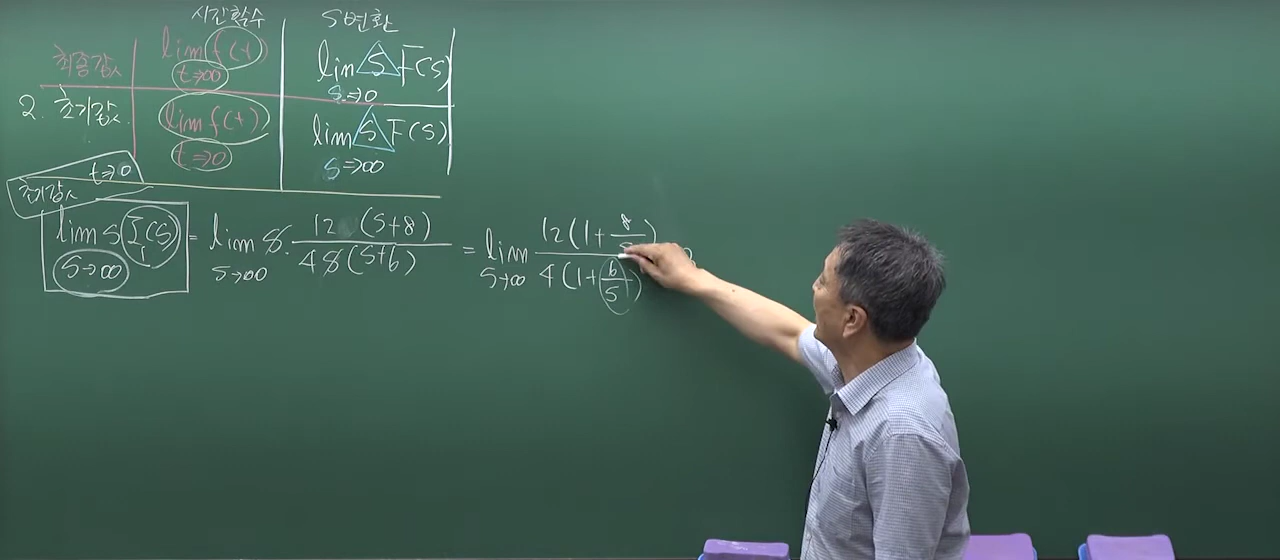 시간함수 S변환
최종값 lim f(t) lim S F(s)
t→∞ S→0
2. 초기값 lim f(t) lim S F(s)
t→0 S→∞
t→0
초기값
lim S I(s) = lim S · 12 (S+8) / 4S(S+6) = lim 12(1+ 8/S) / 4(1+ 6/S)
S→∞ S→∞ S→∞